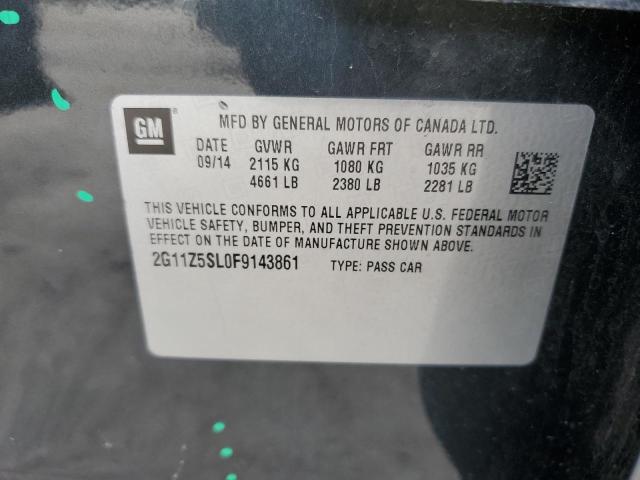 GM ® MFD BY GENERAL MOTORS OF CANADA LTD.
DATE GVWR GAWR FRT GAWR RR
09/14 2115 KG 1080 KG 1035 KG
4661 LB 2380 LB 2281 LB
THIS VEHICLE CONFORMS TO ALL APPLICABLE U.S. FEDERAL MOTOR
VEHICLE SAFETY, BUMPER, AND THEFT PREVENTION STANDARDS IN
EFFECT ON THE DATE OF MANUFACTURE SHOWN ABOVE.
2G11Z5SL0F9143861 TYPE: PASS CAR